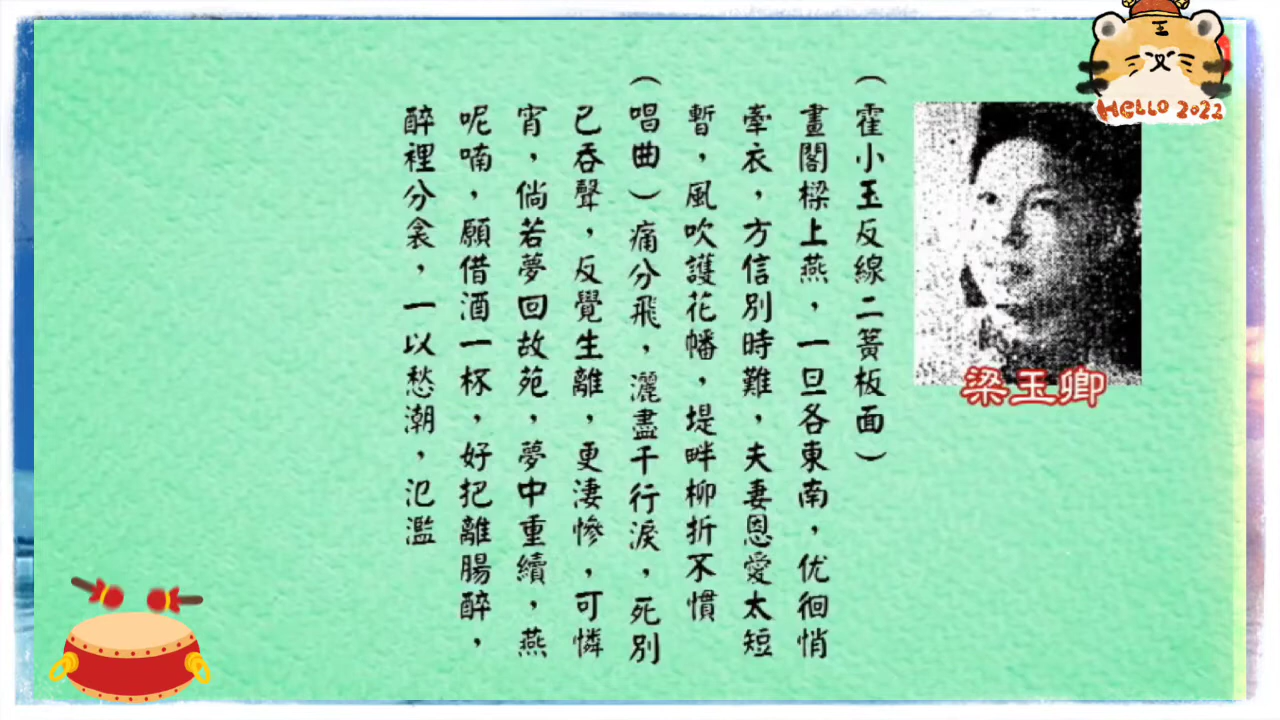 HELLO 2022
王
梁玉卿
（霍小玉反線二簧板面）
畫閣樑上燕，一旦各東南，优徊悄
牽衣，方信別時難，夫妻恩愛太短
暫，風吹護花幡，堤畔柳折不慣
（唱曲）痛分飛，灑盡千行淚，死別
已吞聲，反覺生離，更淒慘，可憐
宵，倘若夢回故苑，夢中重續，燕
呢喃，願借酒一杯，好把離腸醉，
醉裡分衾，一以愁潮，氾濫